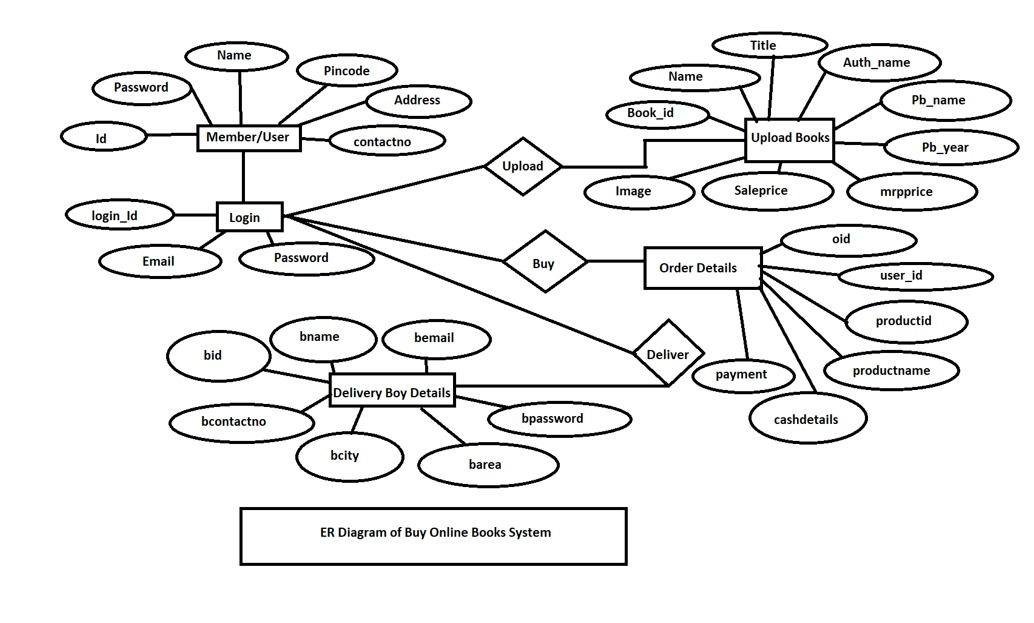 Name
Pincode
Password
Address
Id
Member/User
contactno
Title
Auth_name
Name
Pb_name
Book_id
Upload Books
Pb_year
Upload
Image
Saleprice
mrpprice
login_Id
Login
Email
Password
Buy
Order Details
oid
user_id
productid
productname
payment
cashdetails
Deliver
bname
bemail
bid
Delivery Boy Details
bcontactno
bpassword
bcity
barea
ER Diagram of Buy Online Books System